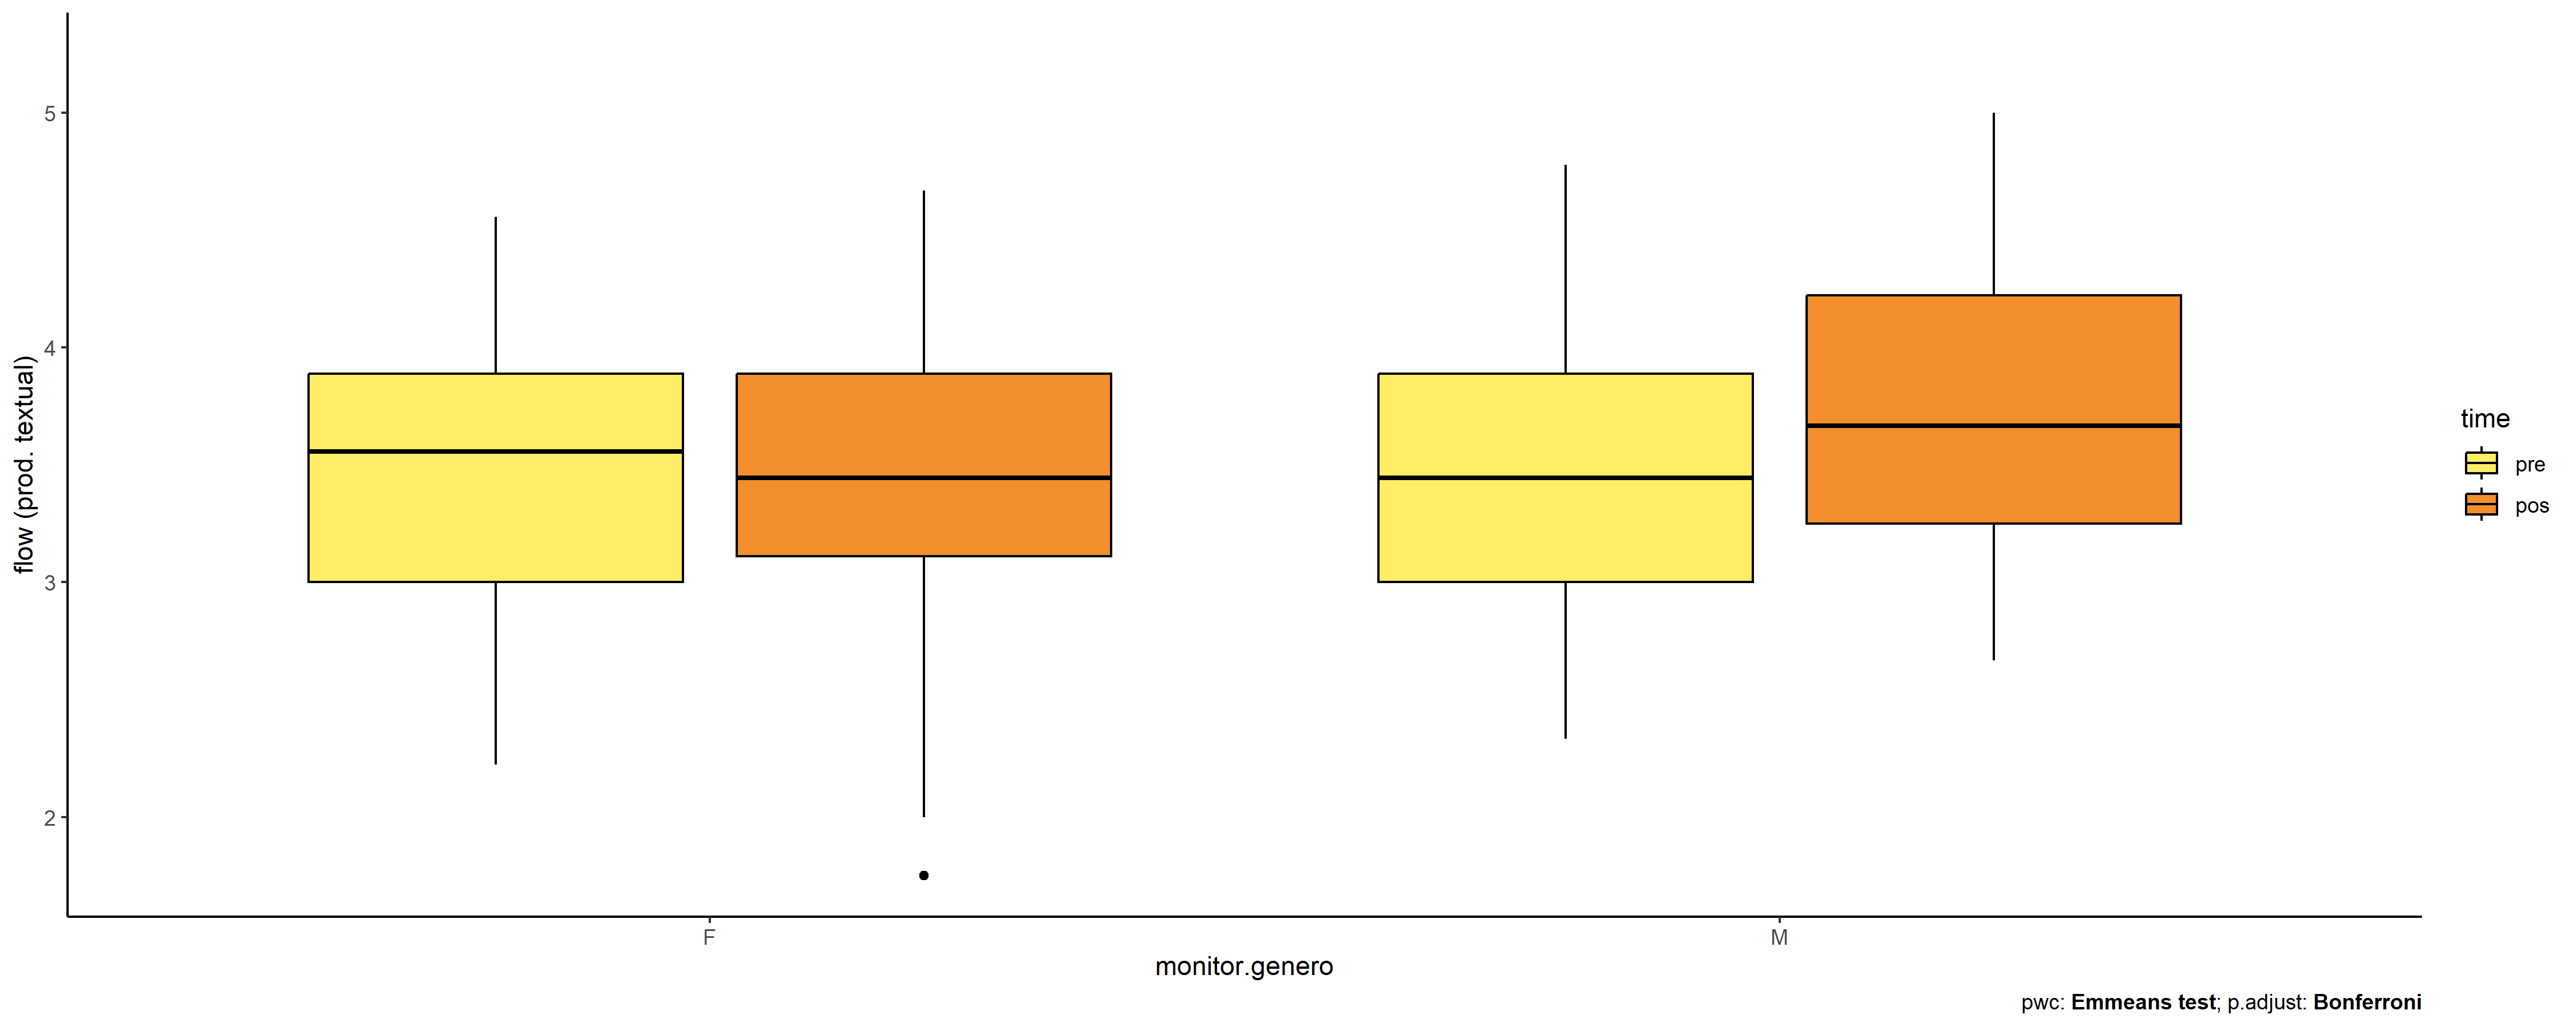 flow (prod. textual)
5
4
3
2
F
M
monitor.genero
time
pre
pos
pwc: Emmeans test; p.adjust: Bonferroni